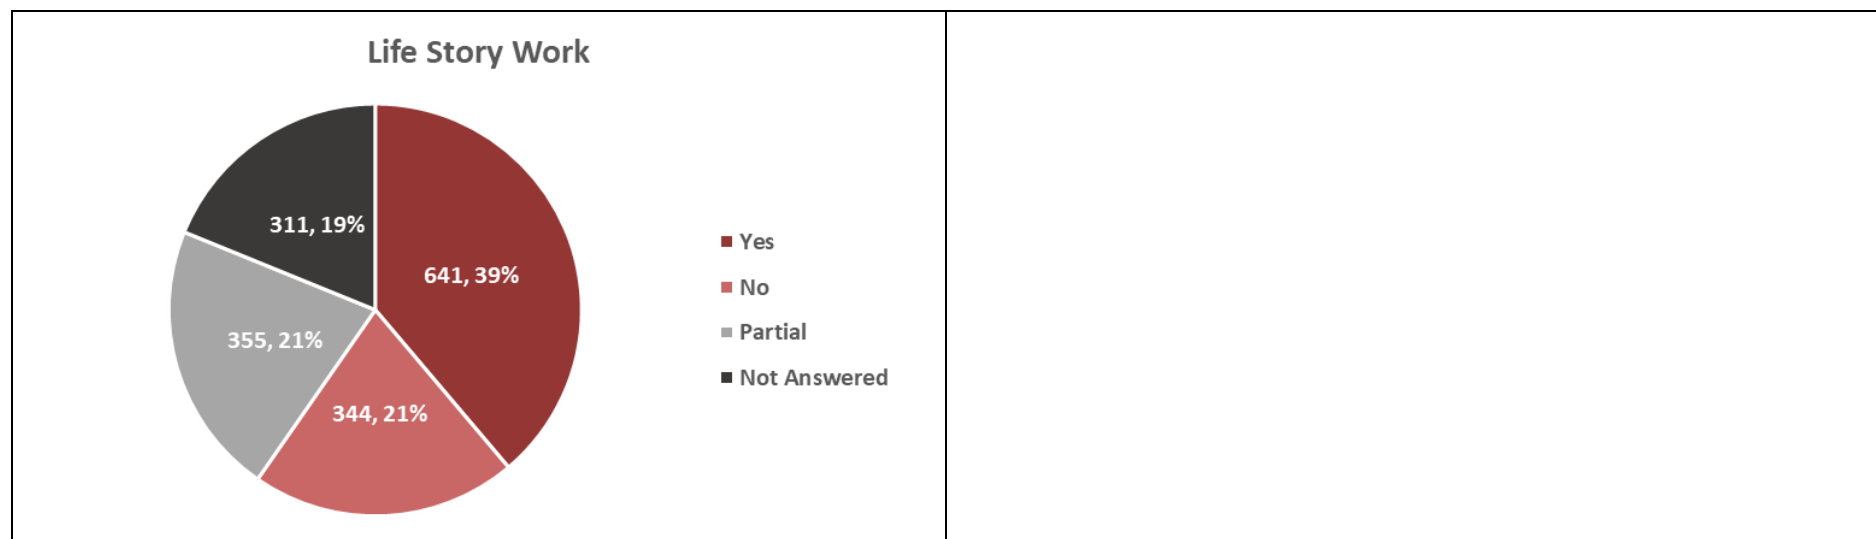 Life Story Work
311, 19%
641, 39%
355, 21%
344, 21%
Yes
No
Partial
Not Answered